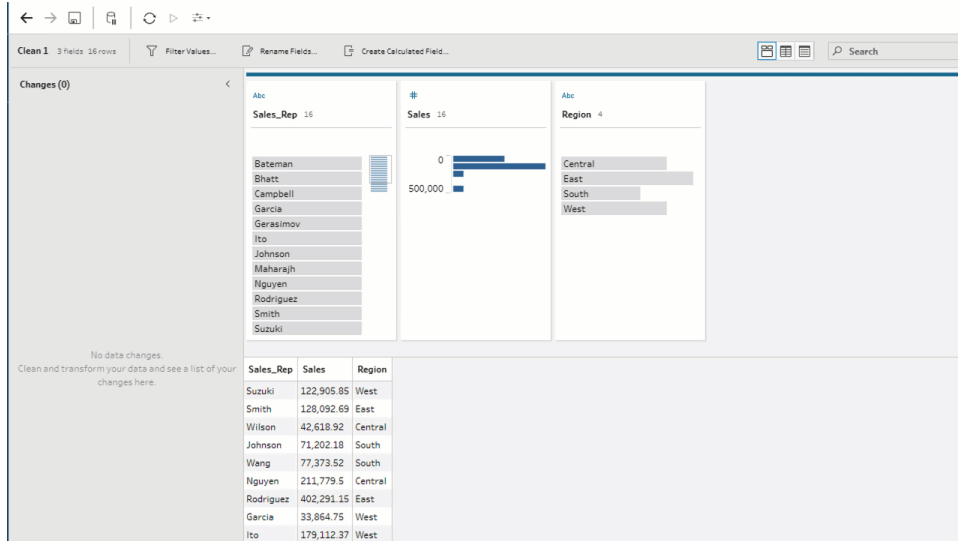 Clean 1 3 fields 16 rows Filter Values... Rename Fields... Create Calculated Field... Search
Changes (0)
No data changes.
Clean and transform your data and see a list of your
changes here.
Abc
Sales_Rep 16
Bateman
Bhatt
Campbell
Garcia
Gerasimov
Ito
Johnson
Maharajh
Nguyen
Rodriguez
Smith
Suzuki
#
Sales 16
0
500,000
Abc
Region 4
Central
East
South
West
Sales_Rep Sales Region
Suzuki 122,905.85 West
Smith 128,092.69 East
Wilson 42,618.92 Central
Johnson 71,202.18 South
Wang 77,373.52 South
Nguyen 211,779.5 Central
Rodriguez 402,291.15 East
Garcia 33,864.75 West
Ito 179,112.37 West